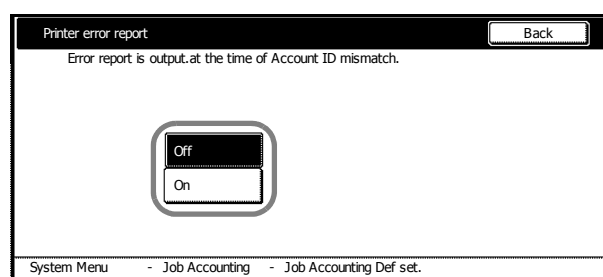 Printer error report Back
Error report is output.at the time of Account ID mismatch.
Off
On
System Menu - Job Accounting - Job Accounting Def set.